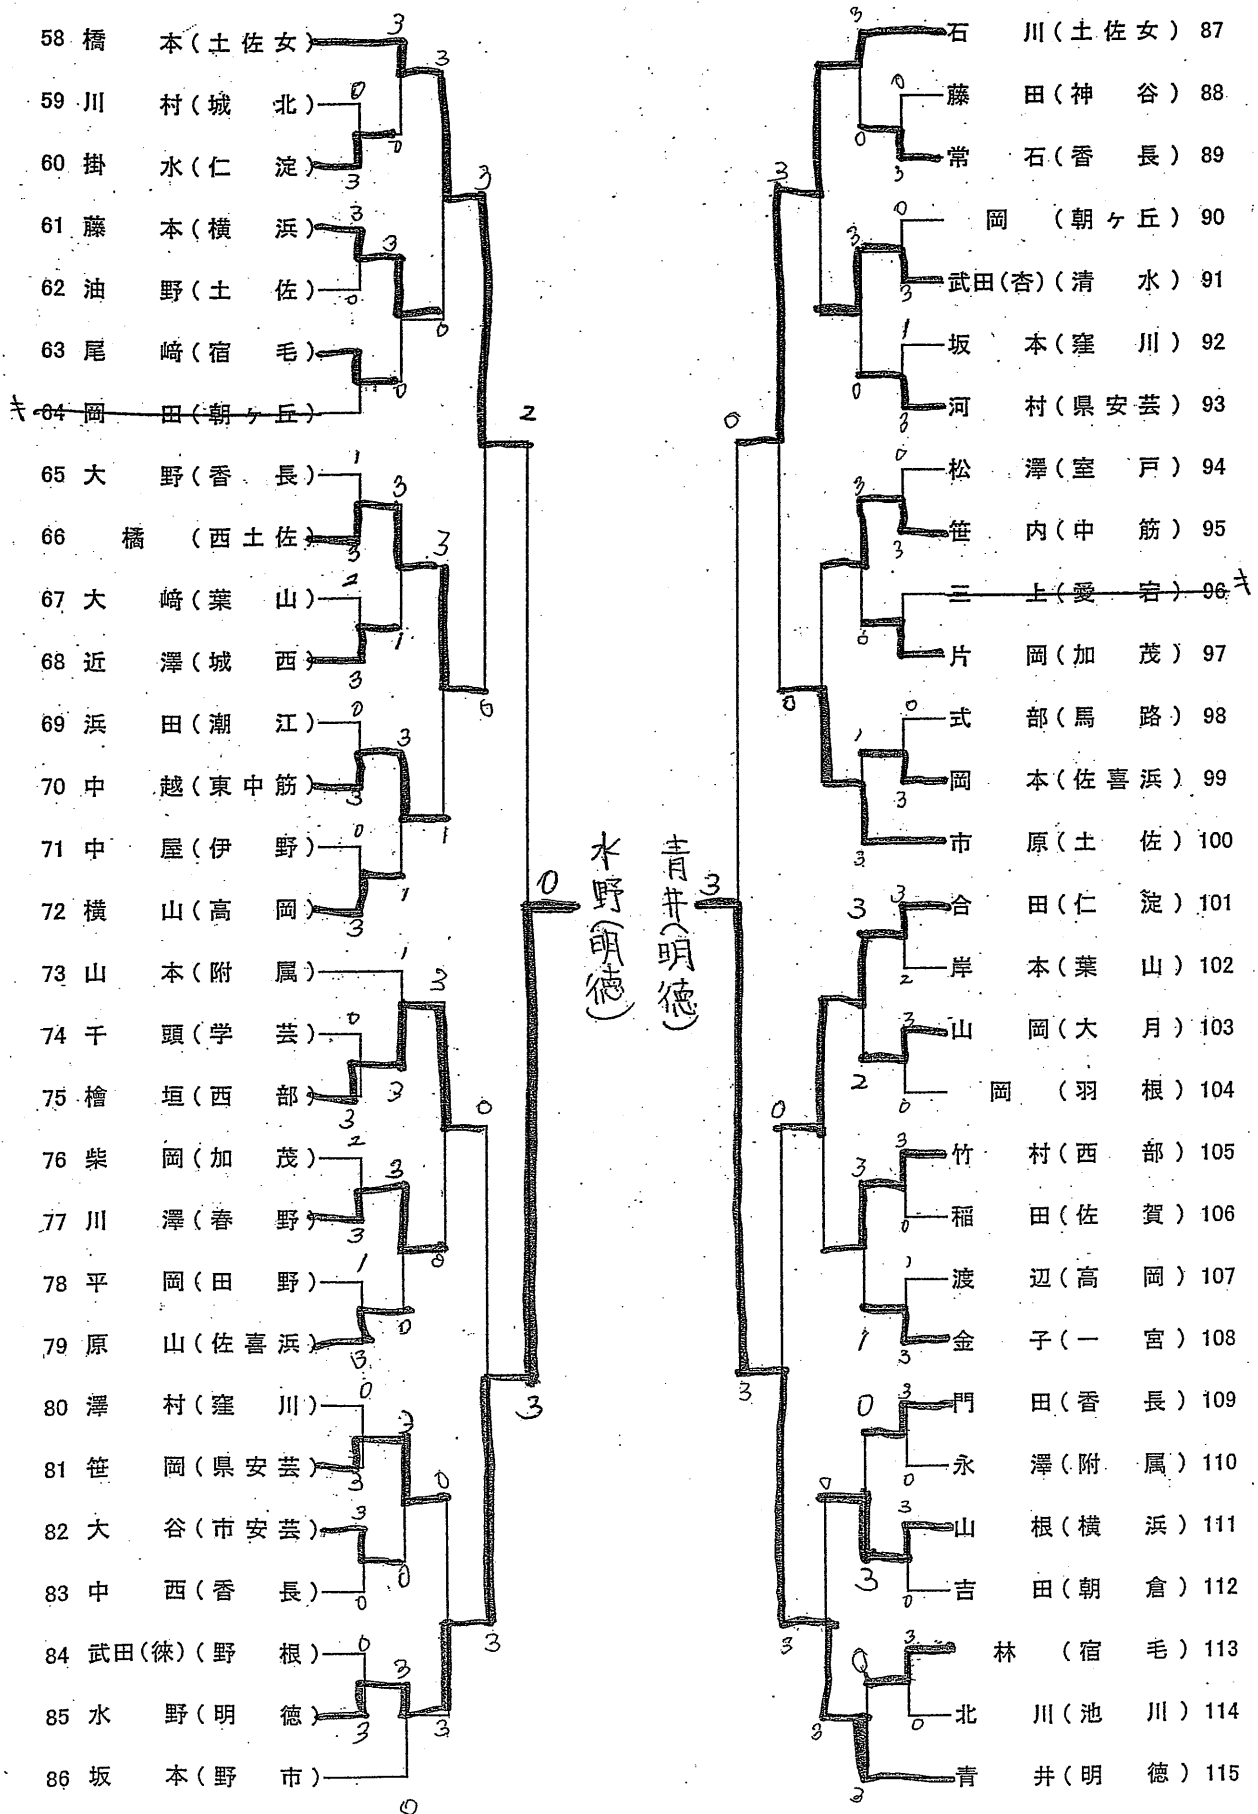 58 橋本(土佐女)
59 川村(城北)
60 掛水(仁淀)
61 藤本(横浜)
62 油野(土佐)
63 尾崎(宿毛)
キ 64 岡田(朝ヶ丘)
65 大野(香長)
66 橘(西土佐)
67 大崎(葉山)
68 近澤(城西)
69 浜田(潮江)
70 中越(東中筋)
71 中屋(伊野)
72 横山(高岡)
73 山本(附属)
74 千頭(学芸)
75 檜垣(西部)
76 柴岡(加茂)
77 川澤(春野)
78 平岡(田野)
79 原山(佐喜浜)
80 澤村(窪川)
81 笹岡(県安芸)
82 大谷(市安芸)
83 中西(香長)
84 武田(徠)(野根)
85 水野(明徳)
86 坂本(野市)
0
水野(明徳)
青井(明徳)
3
石川(土佐女) 87
藤田(神谷) 88
常石(香長) 89
岡(朝ヶ丘) 90
武田(杏)(清水) 91
坂本(窪川) 92
河村(県安芸) 93
松澤(室戸) 94
笹内(中筋) 95
三上(愛宕) 96 キ
片岡(加茂) 97
式部(馬路) 98
岡本(佐喜浜) 99
市原(土佐) 100
合田(仁淀) 101
岸本(葉山) 102
山岡(大月) 103
岡(羽根) 104
竹村(西部) 105
稲田(佐賀) 106
渡辺(高岡) 107
金子(一宮) 108
門田(香長) 109
永澤(附属) 110
山根(横浜) 111
吉田(朝倉) 112
林(宿毛) 113
北川(池川) 114
青井(明徳) 115